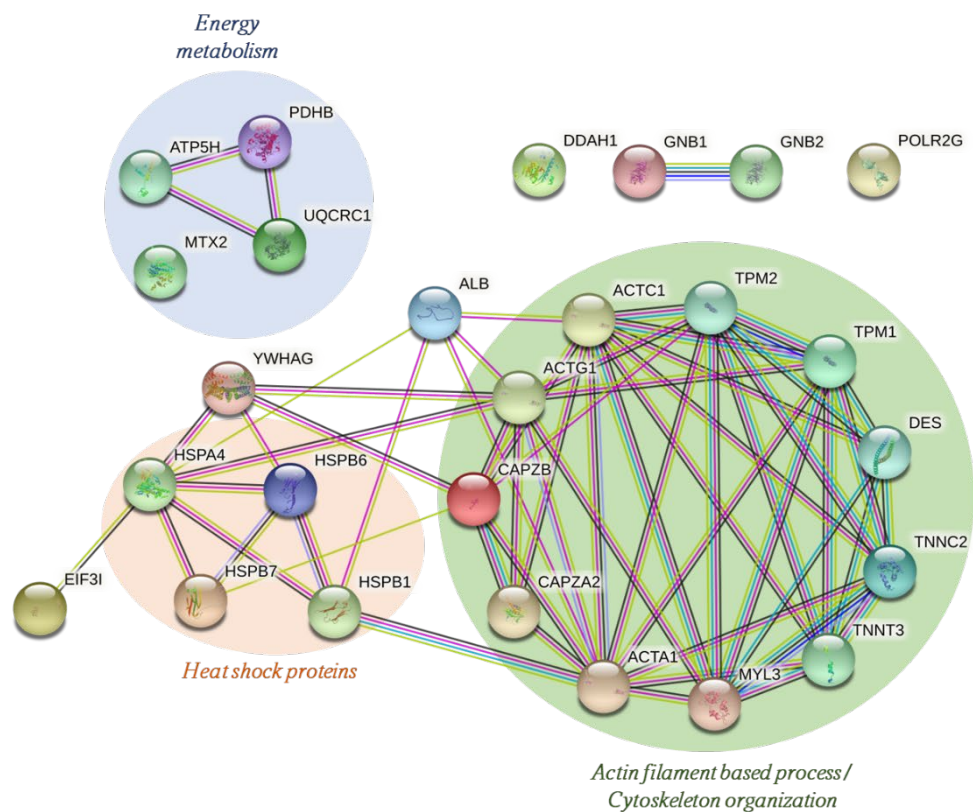 Energy
metabolism
PDHB
ATP5H
UQCRC1
MTX2
DDAH1
GNB1
GNB2
POLR2G
ALB
ACTC1
TPM2
TPM1
YWHAG
ACTG1
DES
HSPA4
HSPB6
CAPZB
TNNC2
EIF3I
HSPB7
HSPB1
CAPZA2
TNNT3
ACTA1
MYL3
Heat shock proteins
Actin filament based process/
Cytoskeleton organization